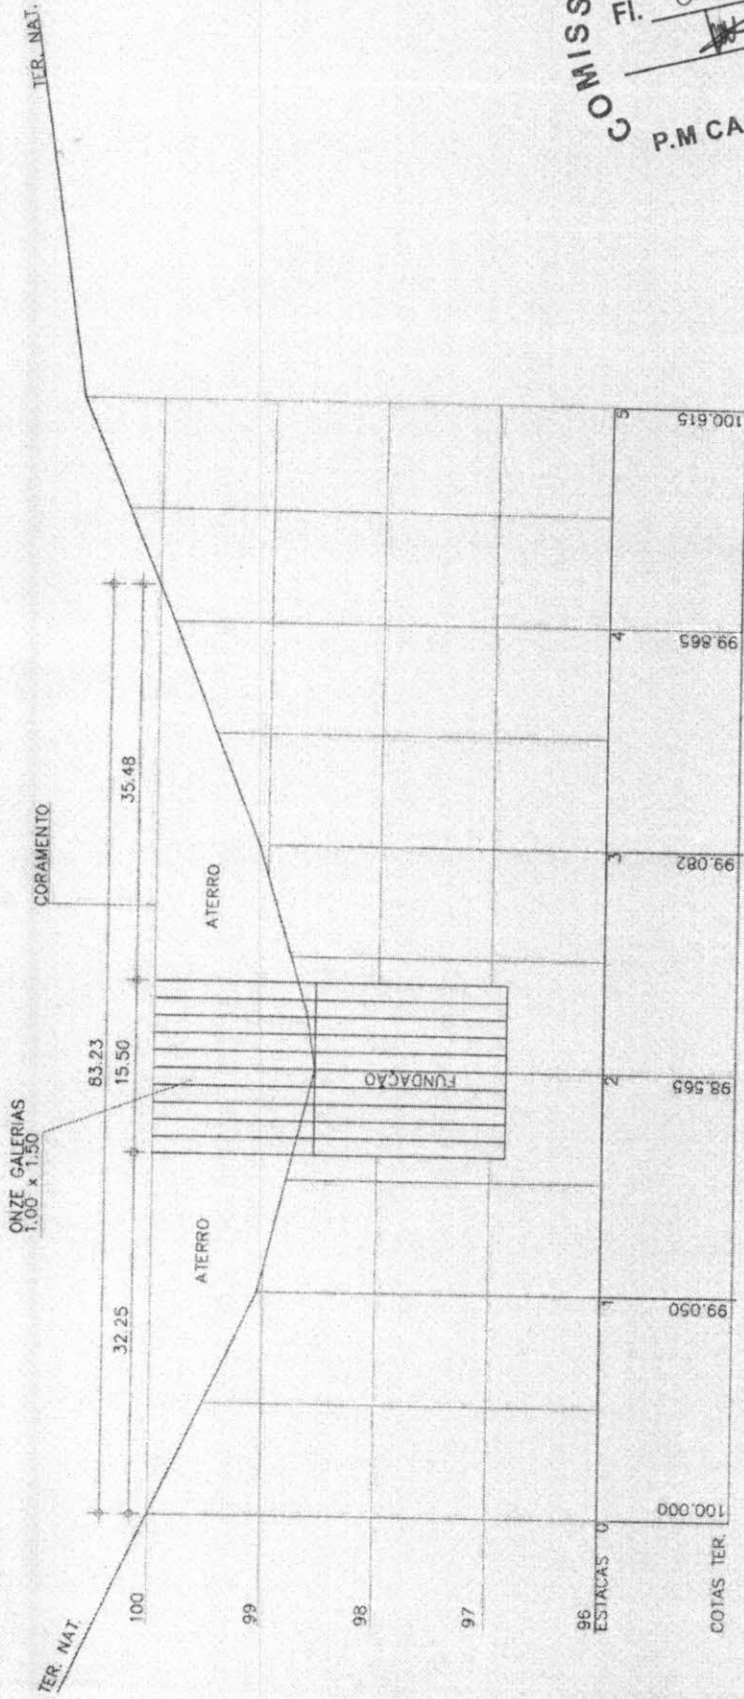 COMISS
Fl.
P.M CA
TER. NAT.
TER. NAT.
ONZE GALERIAS
1.00 x 1.50
CORAMENTO
83.23
32.25
15.50
35.48
ATERRO
ATERRO
FUNDAÇÃO
100
99
98
97
96
ESTACAS
0
1
2
3
4
5
COTAS TER.
100.000
99.050
98.565
99.082
99.865
100.615